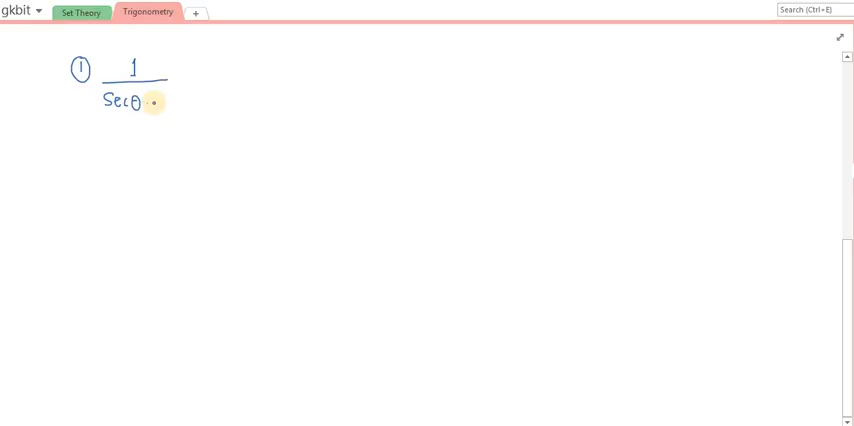 gkbit
Set Theory
Trigonometry
+
Search (Ctrl+E)
① 1
Secθ